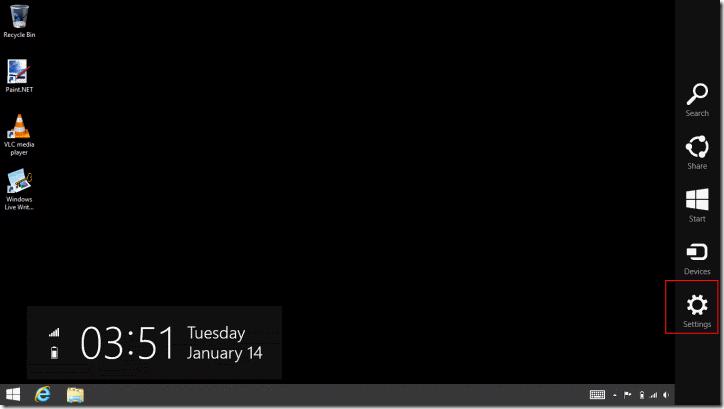 Recycle Bin
Paint.NET
VLC media
player
Windows
Live Writ...
Search
Share
Start
Devices
Settings
03:51
Tuesday
January 14